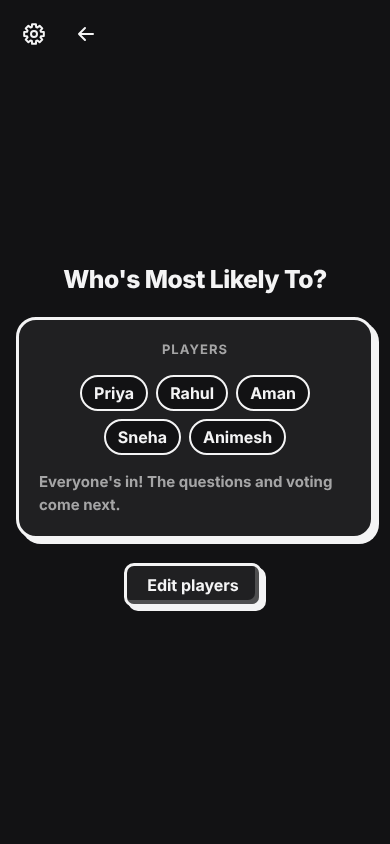 Who's Most Likely To?
PLAYERS
Priya Rahul Aman
Sneha Animesh
Everyone's in! The questions and voting
come next.
Edit players